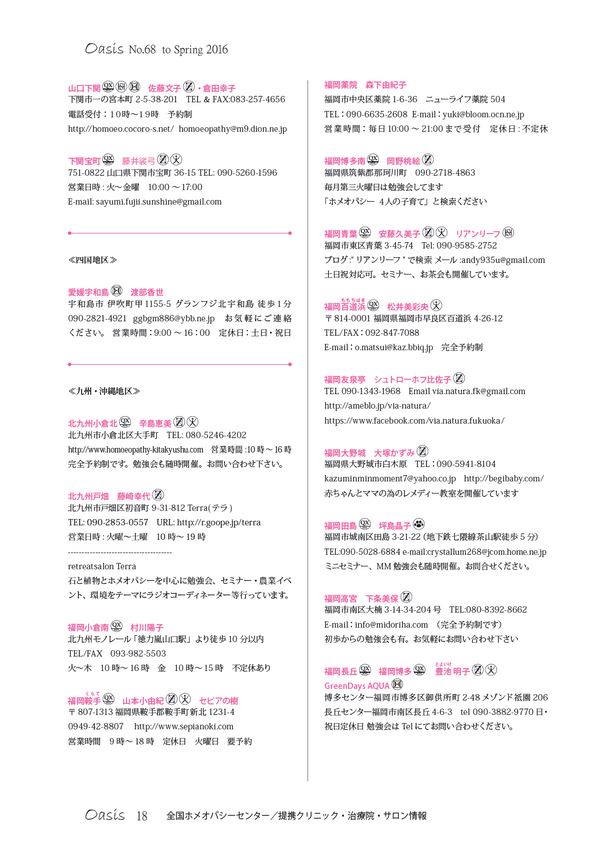 Oasis No.68 to Spring 2016
山口下関 佐藤文子 ・倉田幸子
下関市一の宮本町 2-5-38-201 TEL & FAX:083-257-4656
電話受付：10時～19時 予約制
http://homoeo.cocoro-s.net/ homoeopathy@m9.dion.ne.jp
下関宝町 藤井裟弓
751-0822 山口県下関市宝町 36-15 TEL: 090-5260-1596
営業日時 : 火～金曜 10:00 ～ 17:00
E-mail: sayumi.fujii.sunshine@gmail.com
≪四国地区≫
愛媛宇和島 渡部香世
宇和島市 伊吹町甲 1155-5 グランフジ北宇和島 徒歩 1 分
090-2821-4921 ggbgm886@ybb.ne.jp お気軽にご連絡
ください。 営業時間：9:00 ～ 16：00 定休日：土日・祝日
≪九州・沖縄地区≫
北九州小倉北 辛島恵美
北九州市小倉北区大手町 TEL: 080-5246-4202
http://www.homoeopathy-kitakyushu.com 営業時間 :10 時～ 16 時
完全予約制です。勉強会も随時開催。お問い合わせ下さい。
北九州戸畑 藤崎幸代
北九州市戸畑区初音町 9-31-812 Terra( テラ )
TEL: 090-2853-0557 URL: http://r.goope.jp/terra
営業日時 : 火曜～土曜 10 時～ 19 時
--------------------------------------
retreatsalon Terra
石と植物とホメオパシーを中心に勉強会、セミナー・農業イベ
ント、環境をテーマにラジオコーディネーター等行っています。
福岡小倉南 村川陽子
北九州モノレール「徳力嵐山口駅」より徒歩 10 分以内
TEL/FAX 093-982-5503
火～木 10 時～ 16 時 金 10 時～ 15 時 不定休あり
くらて
福岡鞍手 山本小由紀 セピアの樹
〒 807-1313 福岡県鞍手郡鞍手町新北 1231-4
0949-42-8807 http://www.sepianoki.com
営業時間 9 時～ 18 時 定休日 火曜日 要予約
福岡薬院 森下由紀子
福岡市中央区薬院 1-6-36 ニューライフ薬院 504
TEL：090-6635-2608 E-mail：yuki@bloom.ocn.ne.jp
営業時間：毎日 10:00 ～ 21:00 まで受付 定休日 : 不定休
福岡博多南 岡野桃絵
福岡県筑紫郡那珂川町 090-2718-4863
毎月第三火曜日は勉強会してます
「ホメオパシー 4人の子育て」と検索ください
福岡青葉 安藤久美子 リアンリーフ
福岡市東区青葉 3-45-74 Tel: 090-9585-2752
ブログ :" リアンリーフ " で検索 メール :andy935u@gmail.com
土日祝対応可。セミナー、お茶会も開催しています。
ももちはま
福岡百道浜 松井美彩央
〒 814-0001 福岡県福岡市早良区百道浜 4-26-12
TEL/FAX：092-847-7088
E-mail：o.matsui@kaz.bbiq.jp 完全予約制
福岡友泉亭 シュトローホフ比佐子
TEL 090-1343-1968 Email via.natura.fk@gmail.com
http://ameblo.jp/via-natura/
https://www.facebook.com/via.natura.fukuoka/
福岡大野城 大塚かずみ
福岡県大野城市白木原 TEL：090-5941-8104
kazuminminmoment7@yahoo.co.jp http://begibaby.com/
赤ちゃんとママの為のレメディー教室を開催しています
福岡田島 坪島晶子
福岡市城南区田島 3-21-22 (地下鉄七隈線茶山駅徒歩 5 分)
TEL:090-5028-6884 e-mail:crystallum268@jcom.home.ne.jp
ミニセミナー、MM 勉強会も随時開催。お問合せください。
福岡高宮 下條美保
福岡市南区大楠 3-14-34-204 号 TEL:080-8392-8662
E-mail：info@midoriha.com （完全予約制です）
初歩からの勉強会も有。お気軽にお問い合わせ下さい
とよいけ
福岡長丘 福岡博多 豊池 明子
GreenDays AQUA
博多センター福岡市博多区御供所町 2-48 メゾンド祇園 206
長丘センター福岡市南区長丘 4-6-3 tel 090-3882-9770 日・
祝日定休日 勉強会は Tel にてお問い合わせください。
Oasis 18 全国ホメオパシーセンター／提携クリニック・治療院・サロン情報